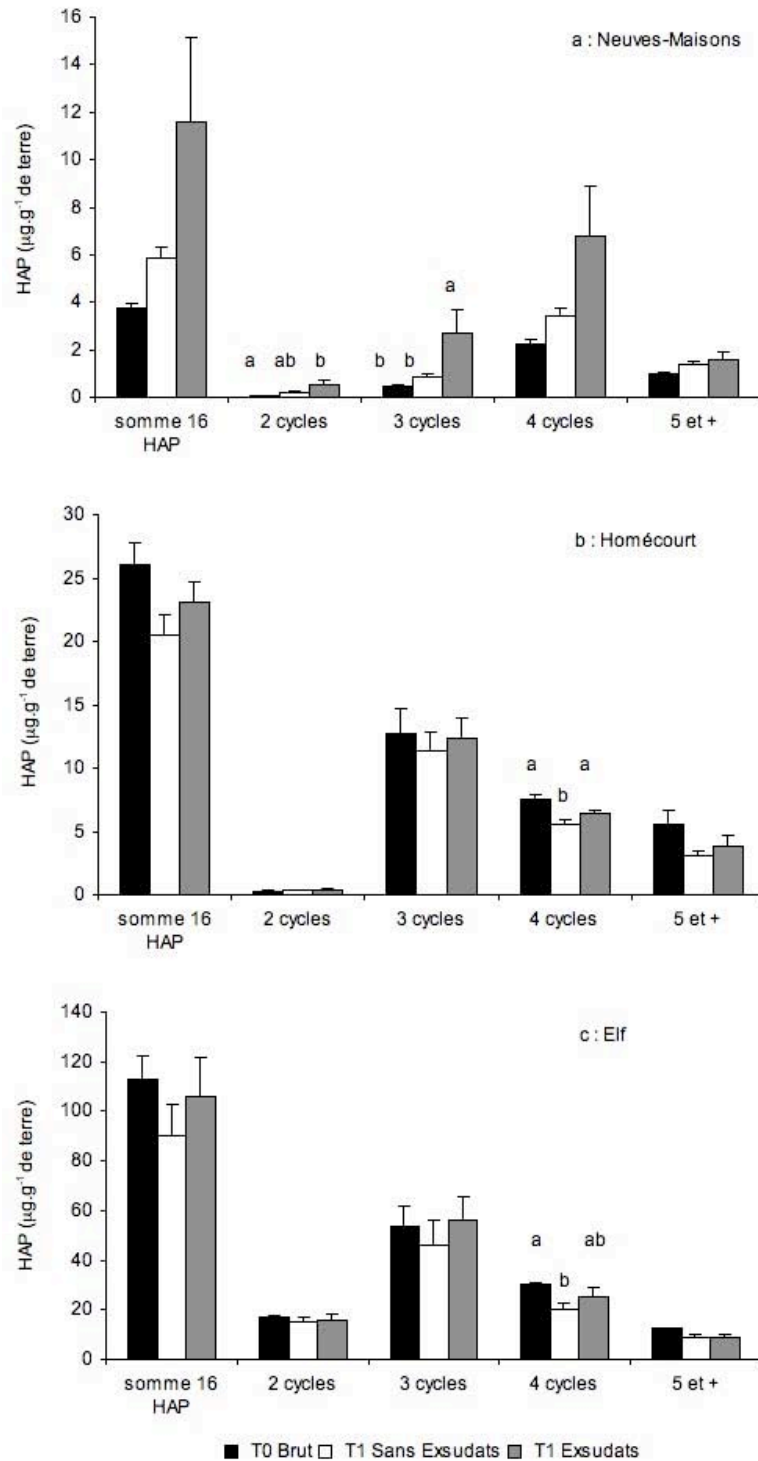 a : Neuves-Maisons
HAP (µg.g-1 de terre)
16
14
12
10
8
6
4
2
0
a ab b
b b a
somme 16 HAP
2 cycles
3 cycles
4 cycles
5 et +
b : Homécourt
HAP (µg.g-1 de terre)
30
25
20
15
10
5
0
a b a
somme 16 HAP
2 cycles
3 cycles
4 cycles
5 et +
c : Elf
HAP (µg.g-1 de terre)
140
120
100
80
60
40
20
0
a b ab
somme 16 HAP
2 cycles
3 cycles
4 cycles
5 et +
T0 Brut T1 Sans Exsudats T1 Exsudats